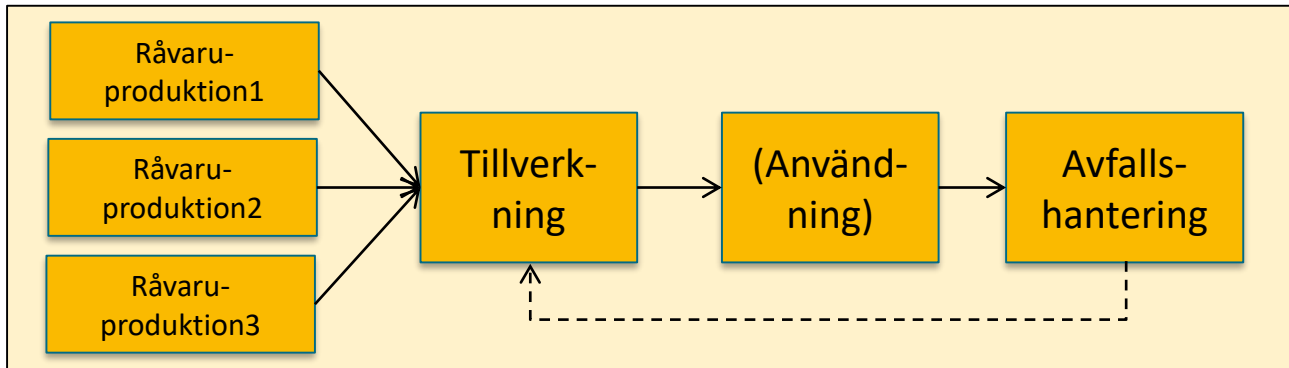 Råvaru-
produktion1
Råvaru-
produktion2
Råvaru-
produktion3
Tillverk-
ning
(Använd-
ning)
Avfalls-
hantering